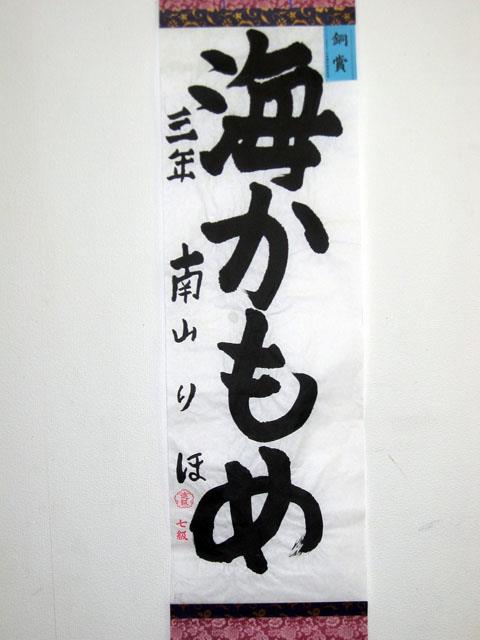 銅賞
海かもめ
三年 南山りほ
七級